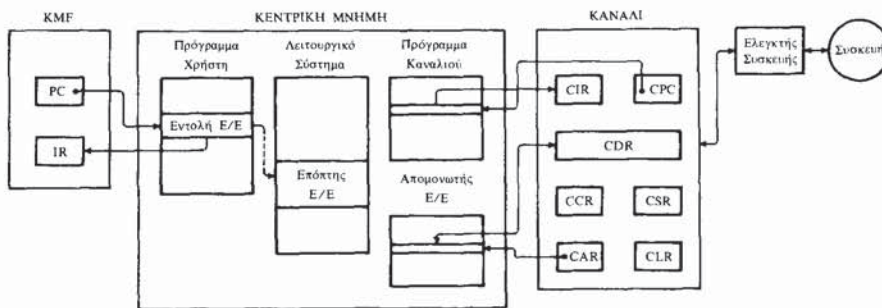 KMF
ΚΕΝΤΡΙΚΗ ΜΝΗΜΗ
ΚΑΝΑΛΙ
Πρόγραμμα
Χρήστη
Λειτουργικό
Σύστημα
Πρόγραμμα
Καναλιού
Ελεγκτής
Συσκευής
Συσκευή
PC
IR
Εντολή Ε/Ε
Επόπτης
Ε/Ε
Απομονωτής
Ε/Ε
CIR
CPC
CDR
CCR
CSR
CAR
CLR